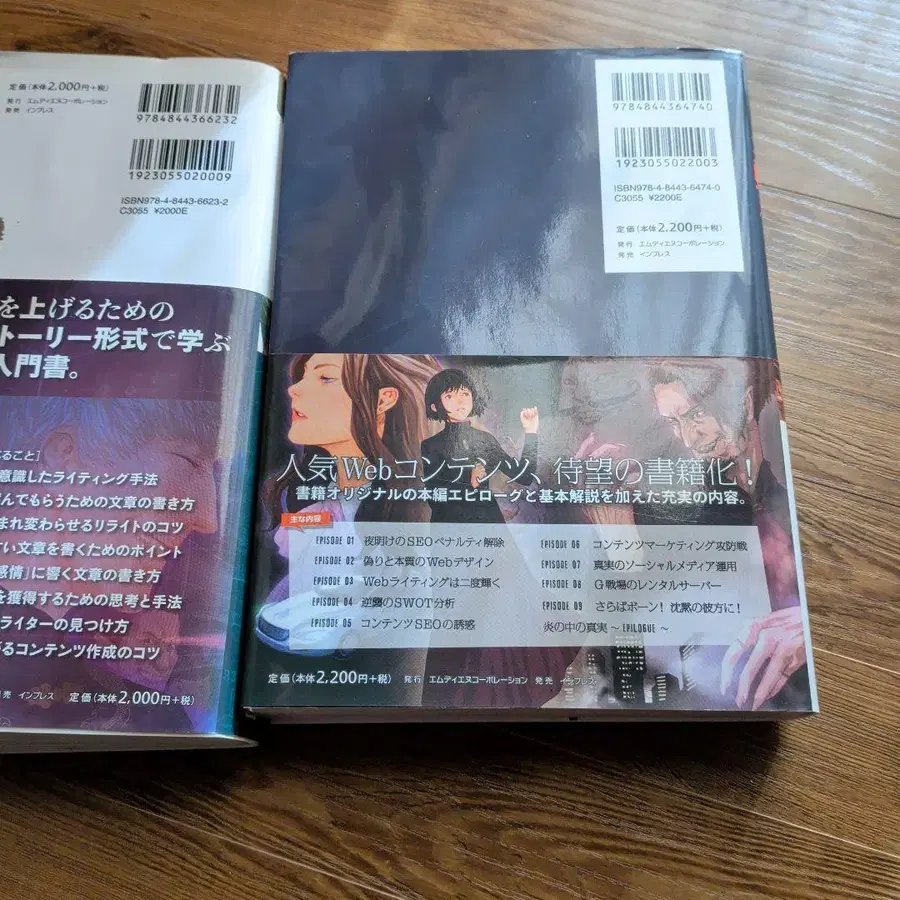 定価(本体2,000円+税)
発行 エムディエヌコーポレーション
発売 インプレス
9784844366232
1923055020009
ISBN978-4-8443-6623-2
C3055 ¥2000E
を上げるための
トーリー形式で学ぶ
入門書。
ること]
意識したライティング手法
んでもらうための文章の書き方
まれ変わらせるリライトのコツ
い文章を書くためのポイント
感情」に響く文章の書き方
を獲得するための思考と手法
ライターの見つけ方
るコンテンツ作成のコツ
発売 インプレス 定価(本体2,000円+税)
9784844364740
1923055022003
ISBN978-4-8443-6474-0
C3055 ¥2200E
定価(本体2,200円+税)
発行 エムディエヌコーポレーション
発売 インプレス
人気Webコンテンツ、待望の書籍化!
書籍オリジナルの本編エピローグと基本解説を加えた充実の内容。
主な内容
EPISODE 01 夜明けのSEOペナルティ解除
EPISODE 02 偽りと本質のWebデザイン
EPISODE 03 Webライティングは二度輝く
EPISODE 04 逆襲のSWOT分析
EPISODE 05 コンテンツSEOの誘惑
EPISODE 06 コンテンツマーケティング攻防戦
EPISODE 07 真実のソーシャルメディア運用
EPISODE 08 G戦場のレンタルサーバー
EPISODE 09 さらばボーン! 沈黙の彼方に!
炎の中の真実 ~ EPILOGUE ~
定価(本体2,200円+税) 発行 エムディエヌコーポレーション 発売 インプレス